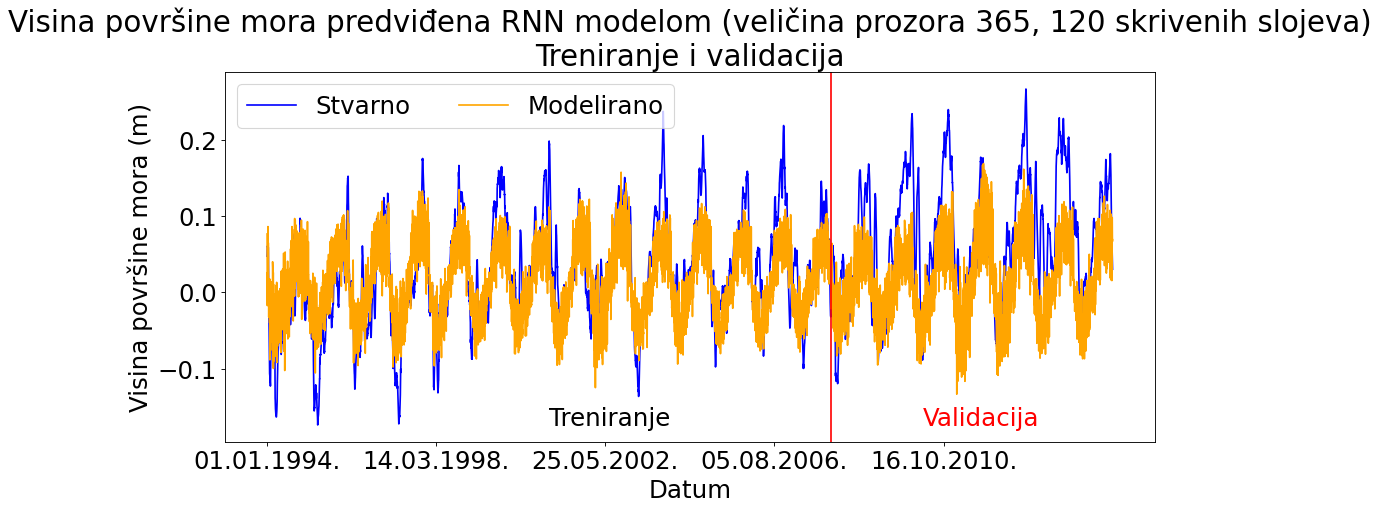 Visina površine mora predviđena RNN modelom (veličina prozora 365, 120 skrivenih slojeva)
Treniranje i validacija
Stvarno
Modelirano
Visina površine mora (m)
0.2
0.1
0.0
−0.1
Treniranje
Validacija
01.01.1994.
14.03.1998.
25.05.2002.
05.08.2006.
16.10.2010.
Datum